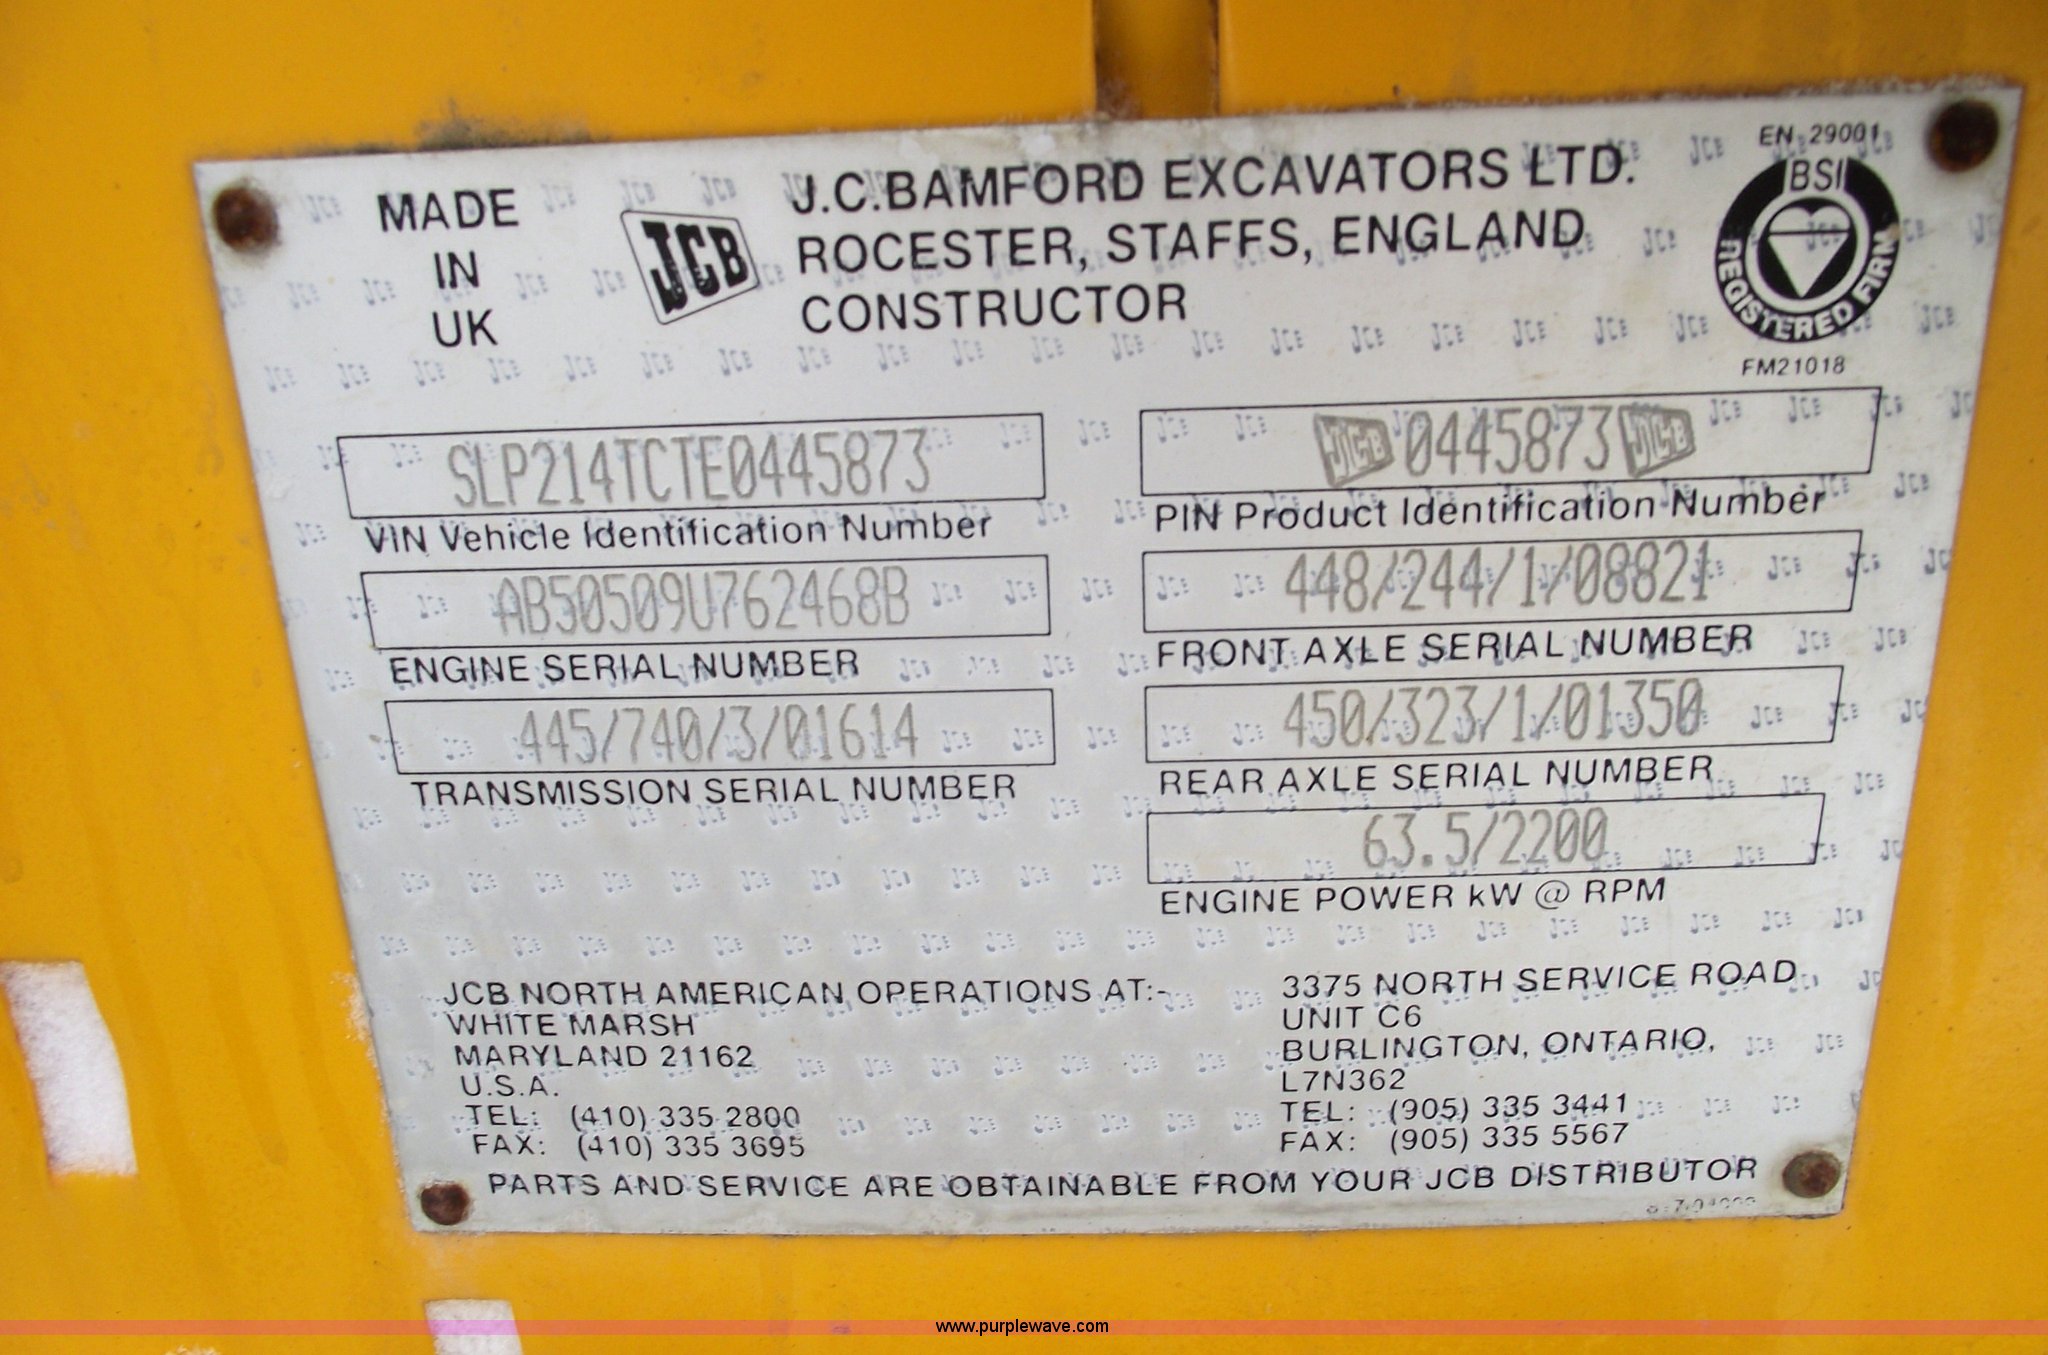 MADE
IN
UK
JCB
J.C.BAMFORD EXCAVATORS LTD.
ROCESTER, STAFFS, ENGLAND
CONSTRUCTOR
EN 29001
BSI
REGISTERED FIRM
FM21018
SLP214TCTE0445873
VIN Vehicle Identification Number
JCB 0445873 JCB
PIN Product Identification Number
AB50509U762468B
ENGINE SERIAL NUMBER
448/244/1/08821
FRONT AXLE SERIAL NUMBER
445/740/3/01614
TRANSMISSION SERIAL NUMBER
450/323/1/01350
REAR AXLE SERIAL NUMBER
63.5/2200
ENGINE POWER kW @ RPM
JCB NORTH AMERICAN OPERATIONS AT:-
WHITE MARSH
MARYLAND 21162
U.S.A.
TEL: (410) 335 2800
FAX: (410) 335 3695
3375 NORTH SERVICE ROAD
UNIT C6
BURLINGTON, ONTARIO,
L7N362
TEL: (905) 335 3441
FAX: (905) 335 5567
PARTS AND SERVICE ARE OBTAINABLE FROM YOUR JCB DISTRIBUTOR
www.purplewave.com